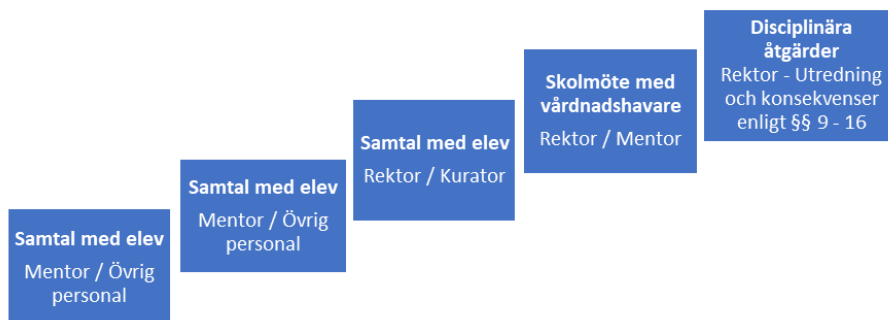 Samtal med elev
Mentor / Övrig
personal
Samtal med elev
Mentor / Övrig
personal
Samtal med elev
Rektor / Kurator
Skolmöte med
vårdnadshavare
Rektor / Mentor
Disciplinära
åtgärder
Rektor - Utredning
och konsekvenser
enligt §§ 9 - 16